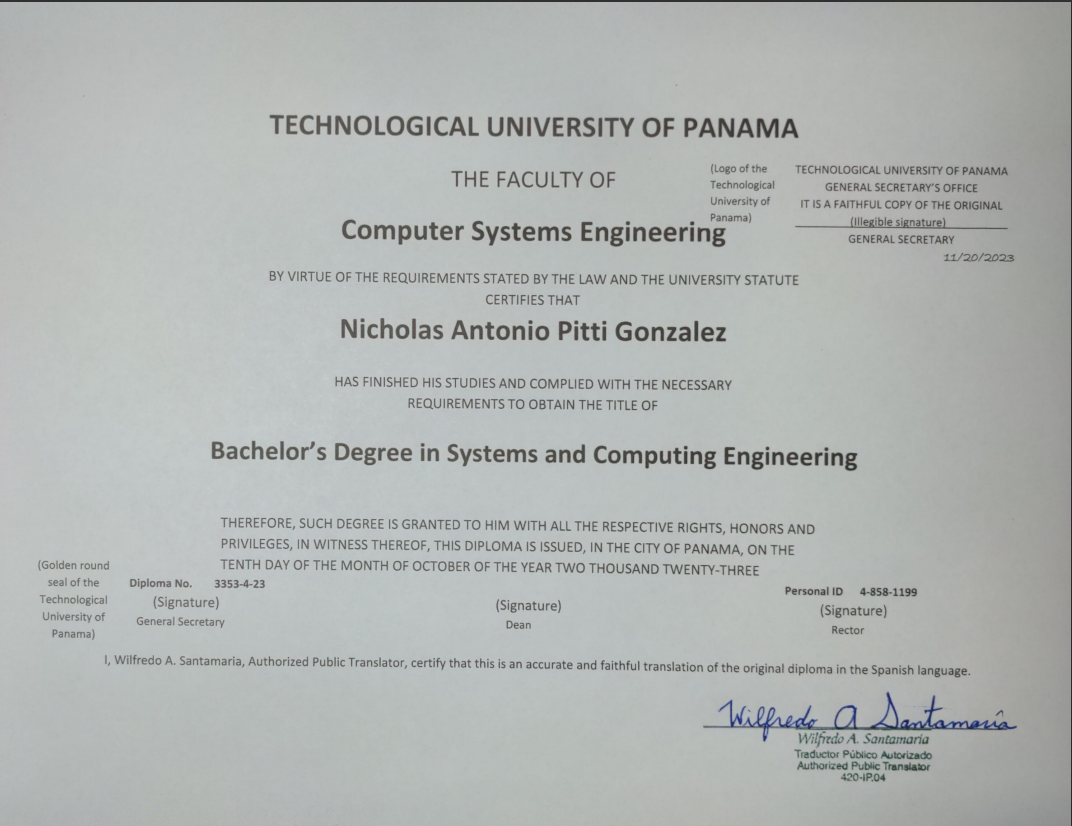 TECHNOLOGICAL UNIVERSITY OF PANAMA
THE FACULTY OF
(Logo of the
Technological
University of
Panama)
TECHNOLOGICAL UNIVERSITY OF PANAMA
GENERAL SECRETARY'S OFFICE
IT IS A FAITHFUL COPY OF THE ORIGINAL
(Illegible signature)
GENERAL SECRETARY
11/20/2023
Computer Systems Engineering
BY VIRTUE OF THE REQUIREMENTS STATED BY THE LAW AND THE UNIVERSITY STATUTE
CERTIFIES THAT
Nicholas Antonio Pitti Gonzalez
HAS FINISHED HIS STUDIES AND COMPLIED WITH THE NECESSARY
REQUIREMENTS TO OBTAIN THE TITLE OF
Bachelor's Degree in Systems and Computing Engineering
THEREFORE, SUCH DEGREE IS GRANTED TO HIM WITH ALL THE RESPECTIVE RIGHTS, HONORS AND
PRIVILEGES, IN WITNESS THEREOF, THIS DIPLOMA IS ISSUED, IN THE CITY OF PANAMA, ON THE
TENTH DAY OF THE MONTH OF OCTOBER OF THE YEAR TWO THOUSAND TWENTY-THREE
(Golden round
seal of the
Technological
University of
Panama)
Diploma No. 3353-4-23
(Signature)
General Secretary
(Signature)
Dean
Personal ID 4-858-1199
(Signature)
Rector
I, Wilfredo A. Santamaria, Authorized Public Translator, certify that this is an accurate and faithful translation of the original diploma in the Spanish language.
Wilfredo A Santamaría
Wilfredo A. Santamaria
Traductor Público Autorizado
Authorized Public Translator
420-IP.04